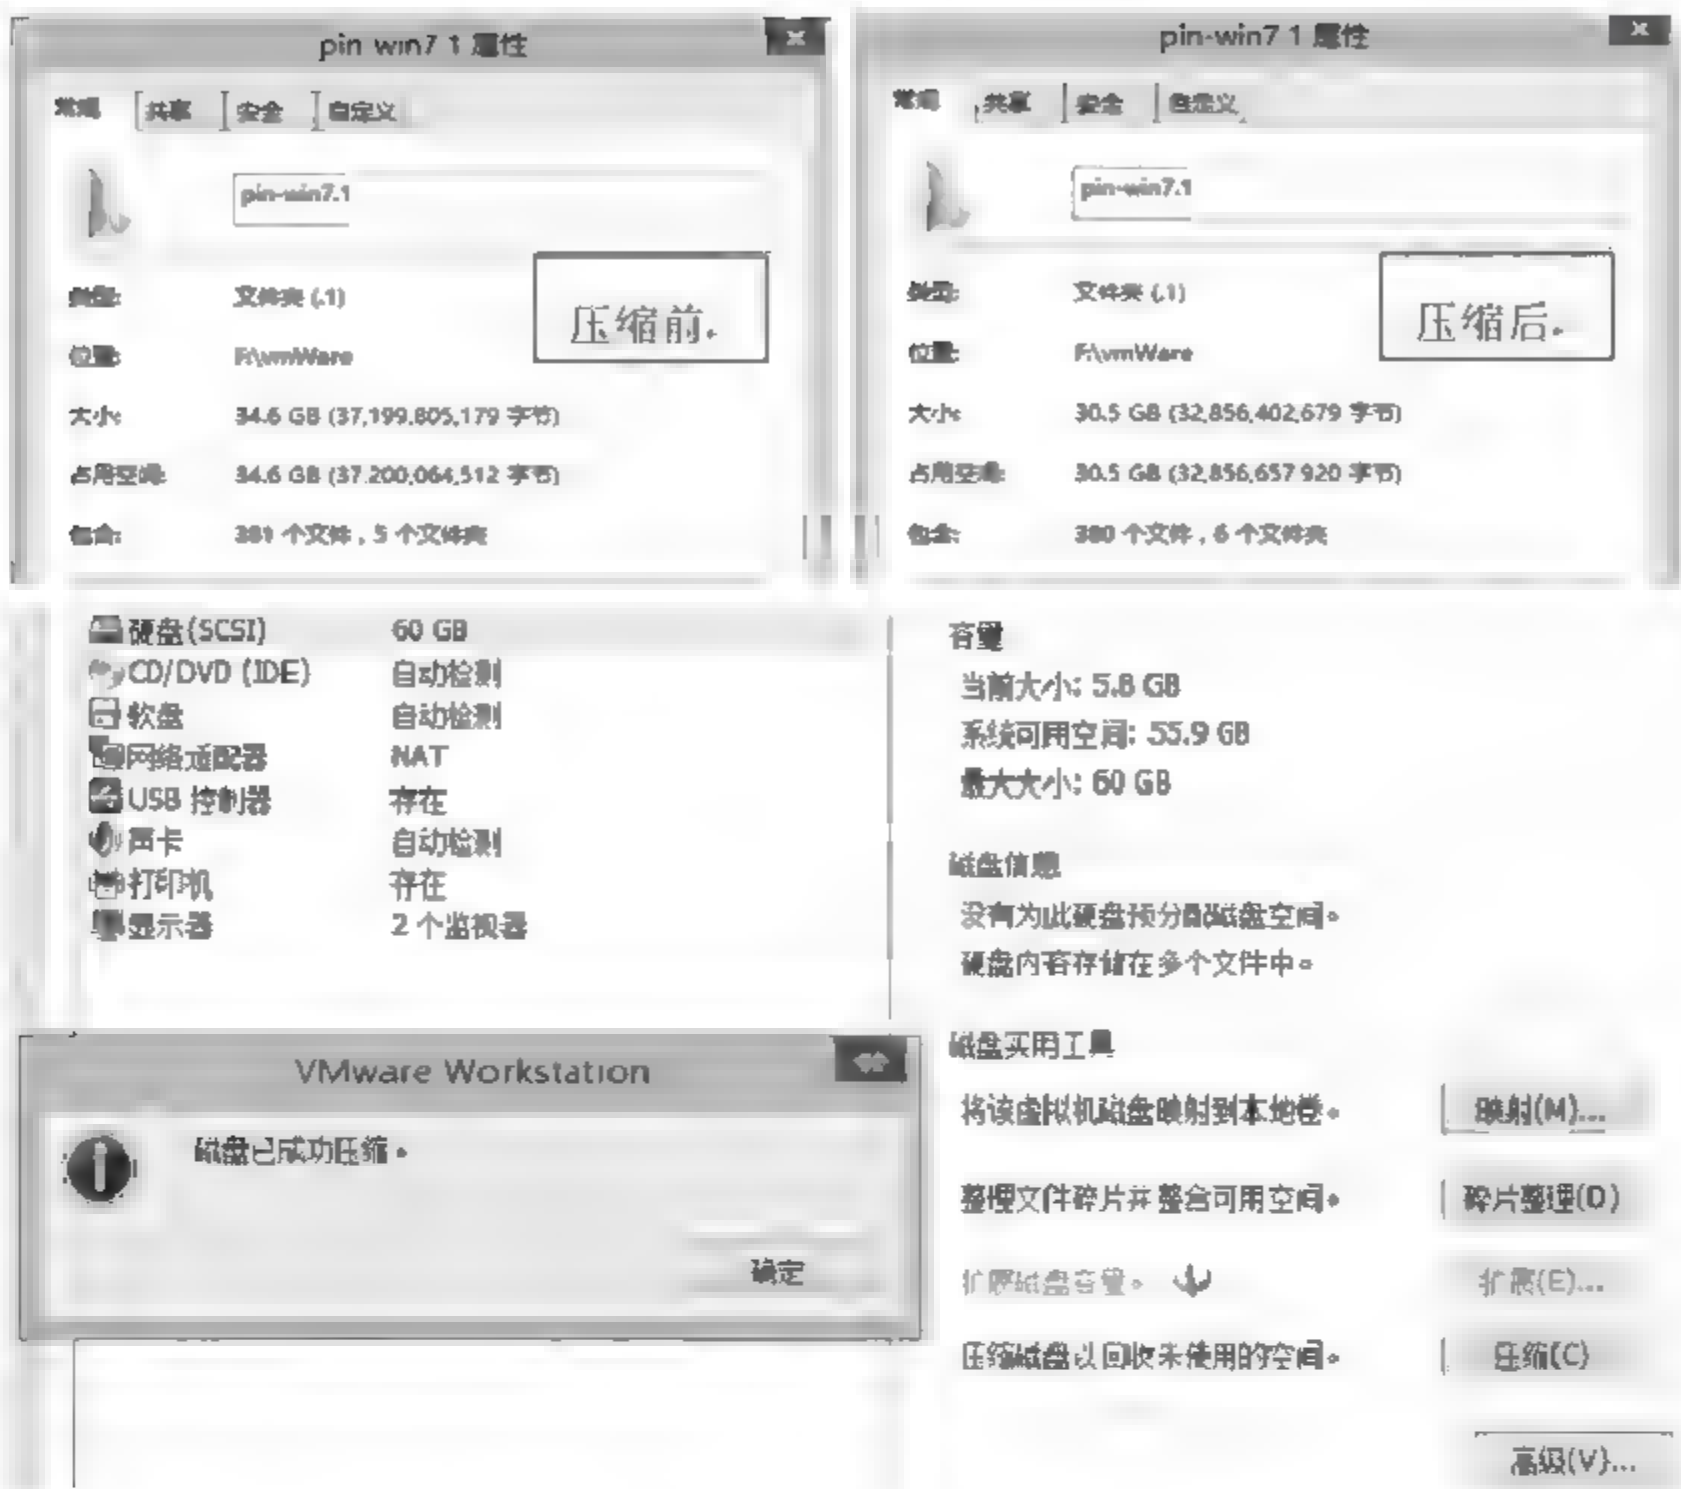 pin win7 1 属性
常规 共享 安全 自定义
pin-win7.1
压缩前.
类型: 文件夹 (.1)
位置: F:\vmWare
大小: 34.6 GB (37,199,805,179 字节)
占用空间: 34.6 GB (37,200,064,512 字节)
包含: 381 个文件 , 5 个文件夹
pin-win7 1 属性
常规 共享 安全 自定义
pin-win7.1
压缩后.
类型: 文件夹 (.1)
位置: F:\vmWare
大小: 30.5 GB (32,856,402,679 字节)
占用空间: 30.5 GB (32,856,657 920 字节)
包含: 380 个文件 , 6 个文件夹
硬盘(SCSI) 60 GB
CD/DVD (IDE) 自动检测
软盘 自动检测
网络适配器 NAT
USB 控制器 存在
声卡 自动检测
打印机 存在
显示器 2 个监视器
VMware Workstation
磁盘已成功压缩。
确定
容量
当前大小: 5.8 GB
系统可用空间: 55.9 GB
最大大小: 60 GB
磁盘信息
没有为此硬盘预分配磁盘空间。
硬盘内容存储在多个文件中。
磁盘实用工具
将该虚拟机磁盘映射到本地卷。 映射(M)...
整理文件碎片并整合可用空间。 碎片整理(D)
扩展磁盘容量。 扩展(E)...
压缩磁盘以回收未使用的空间。 压缩(C)
高级(V)...